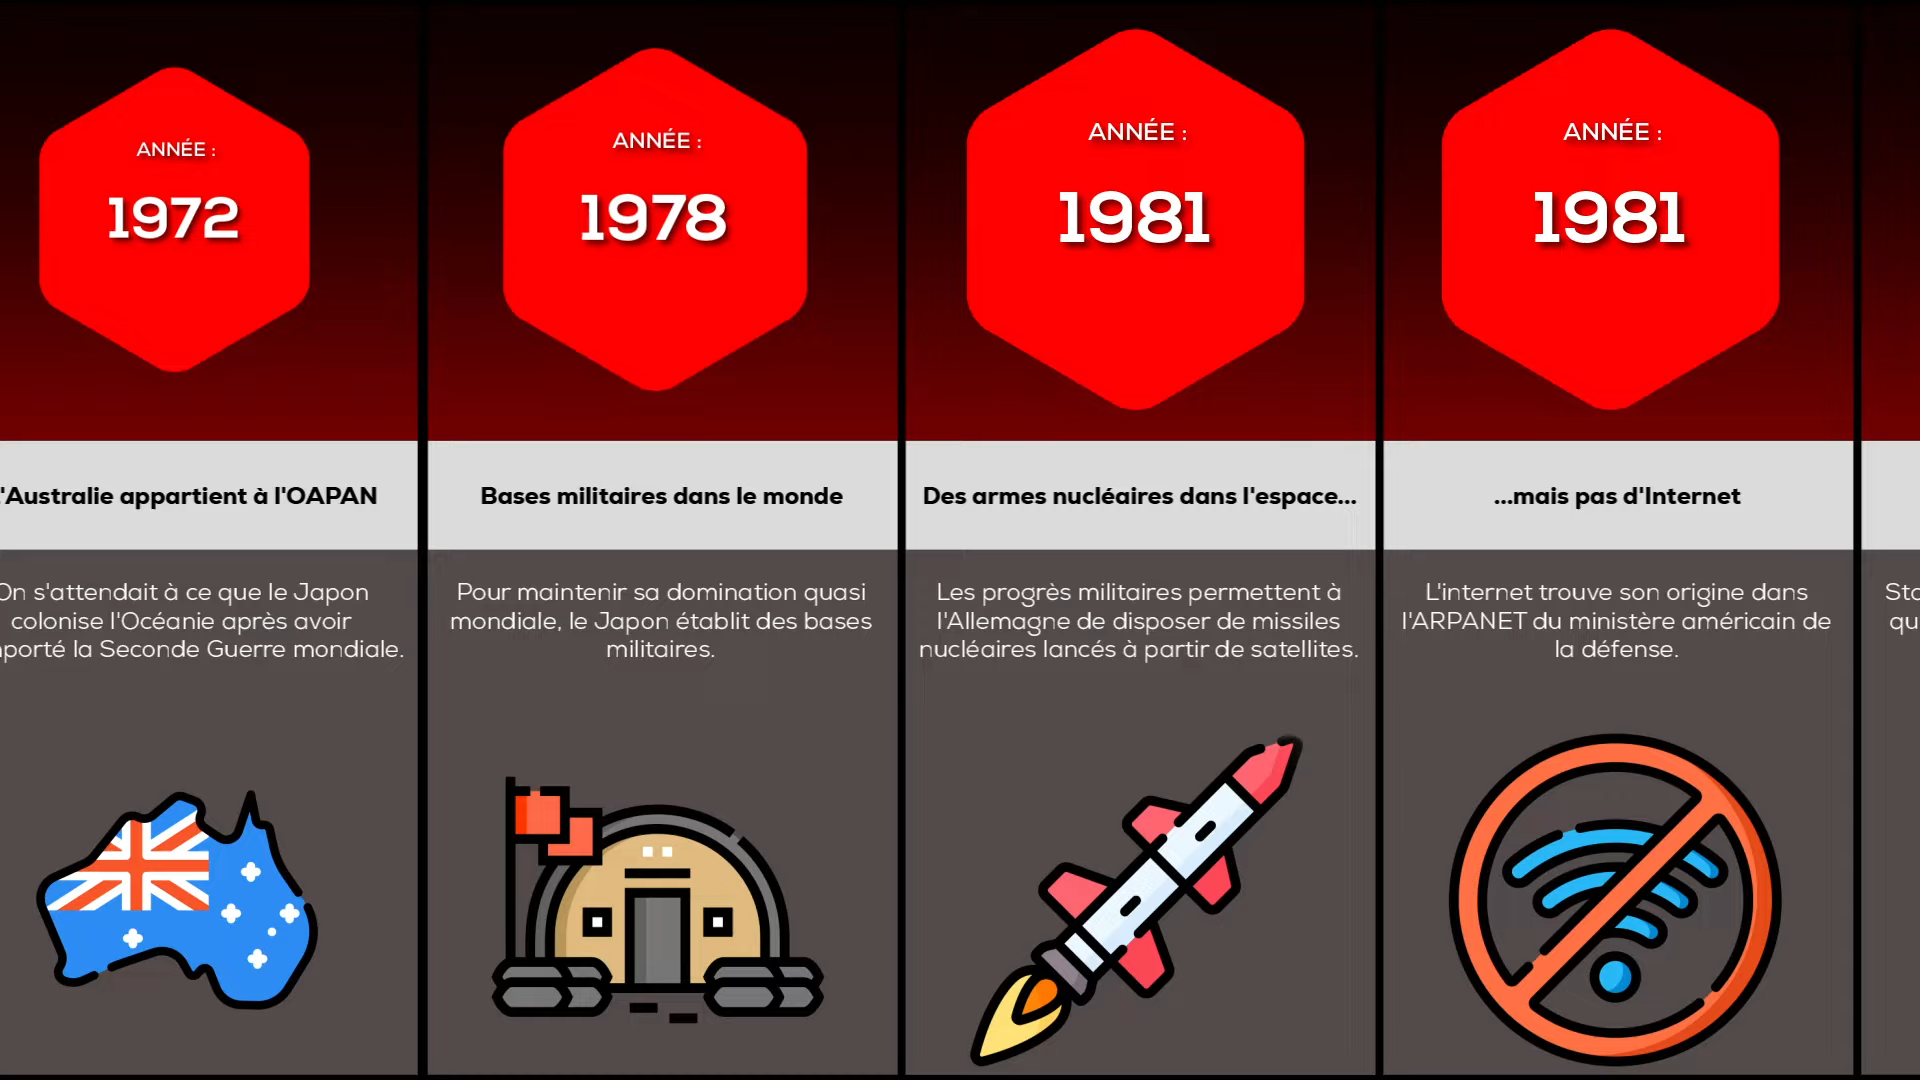 ANNÉE :
1972
'Australie appartient à l'OAPAN
On s'attendait à ce que le Japon
colonise l'Océanie après avoir
porté la Seconde Guerre mondiale.
ANNÉE :
1978
Bases militaires dans le monde
Pour maintenir sa domination quasi
mondiale, le Japon établit des bases
militaires.
ANNÉE :
1981
Des armes nucléaires dans l'espace...
Les progrès militaires permettent à
l'Allemagne de disposer de missiles
nucléaires lancés à partir de satellites.
ANNÉE :
1981
...mais pas d'Internet
L'internet trouve son origine dans
l'ARPANET du ministère américain de
la défense.
qu